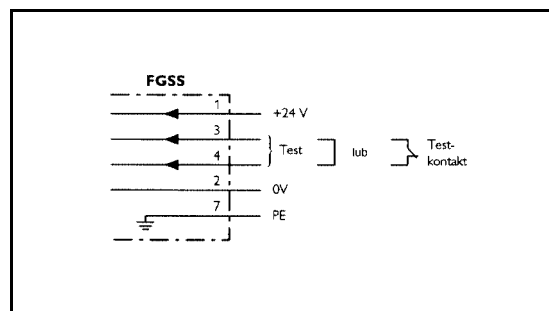 FGSS
1 +24 V
3
4
Test lub Test-
kontakt
2 0V
7 PE